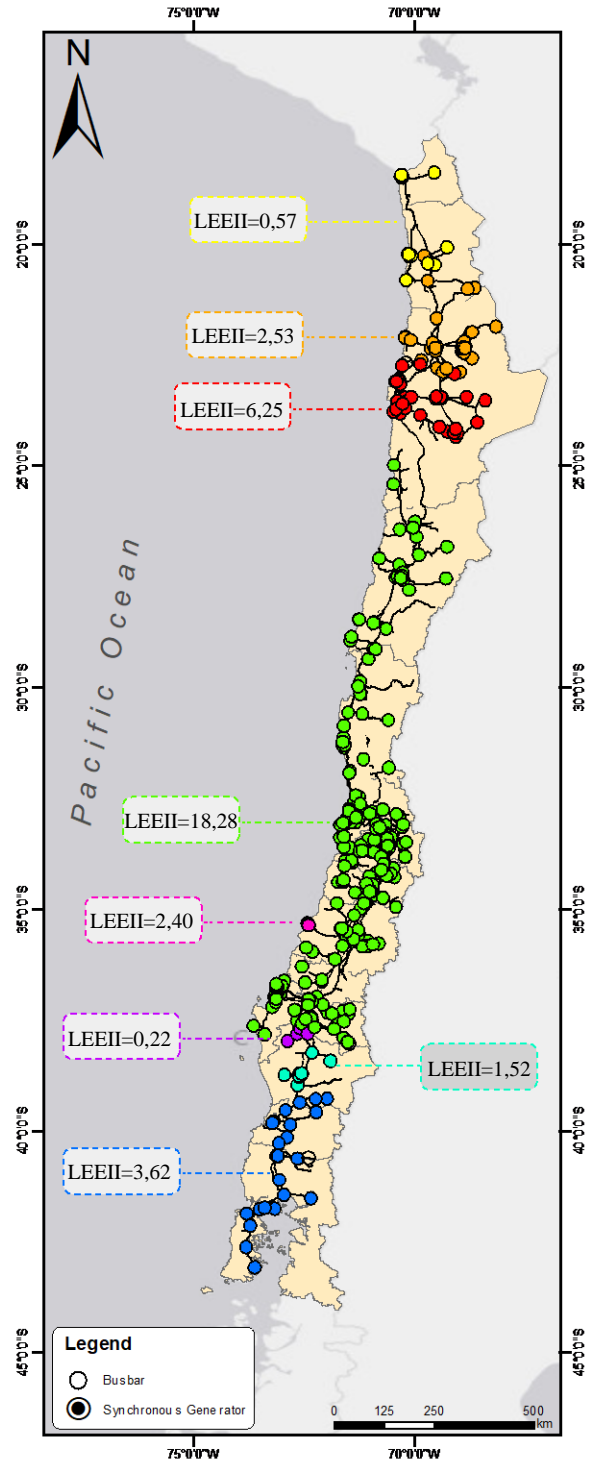 75°0'0"W
70°0'0"W
N
20°0'0"S
20°0'0"S
25°0'0"S
25°0'0"S
30°0'0"S
30°0'0"S
35°0'0"S
35°0'0"S
40°0'0"S
40°0'0"S
45°0'0"S
45°0'0"S
LEEII=0,57
LEEII=2,53
LEEII=6,25
Pacific Ocean
LEEII=18,28
LEEII=2,40
LEEII=0,22
LEEII=1,52
LEEII=3,62
Legend
Busbar
Synchronous Generator
0 125 250 500
km
75°0'0"W
70°0'0"W